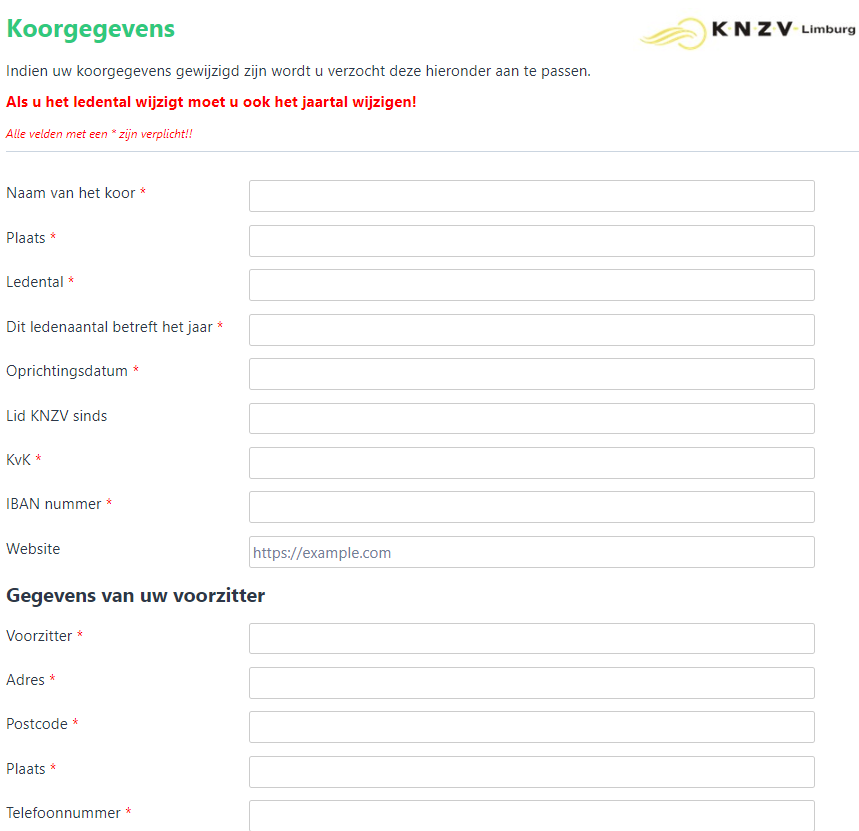 Koorgegevens
KNZV-Limburg
Indien uw koorgegevens gewijzigd zijn wordt u verzocht deze hieronder aan te passen.
Als u het ledental wijzigt moet u ook het jaartal wijzigen!
Alle velden met een * zijn verplicht!!
Naam van het koor *
Plaats *
Ledental *
Dit ledenaantal betreft het jaar *
Oprichtingsdatum *
Lid KNZV sinds
KvK *
IBAN nummer *
Website
https://example.com
Gegevens van uw voorzitter
Voorzitter *
Adres *
Postcode *
Plaats *
Telefoonnummer *